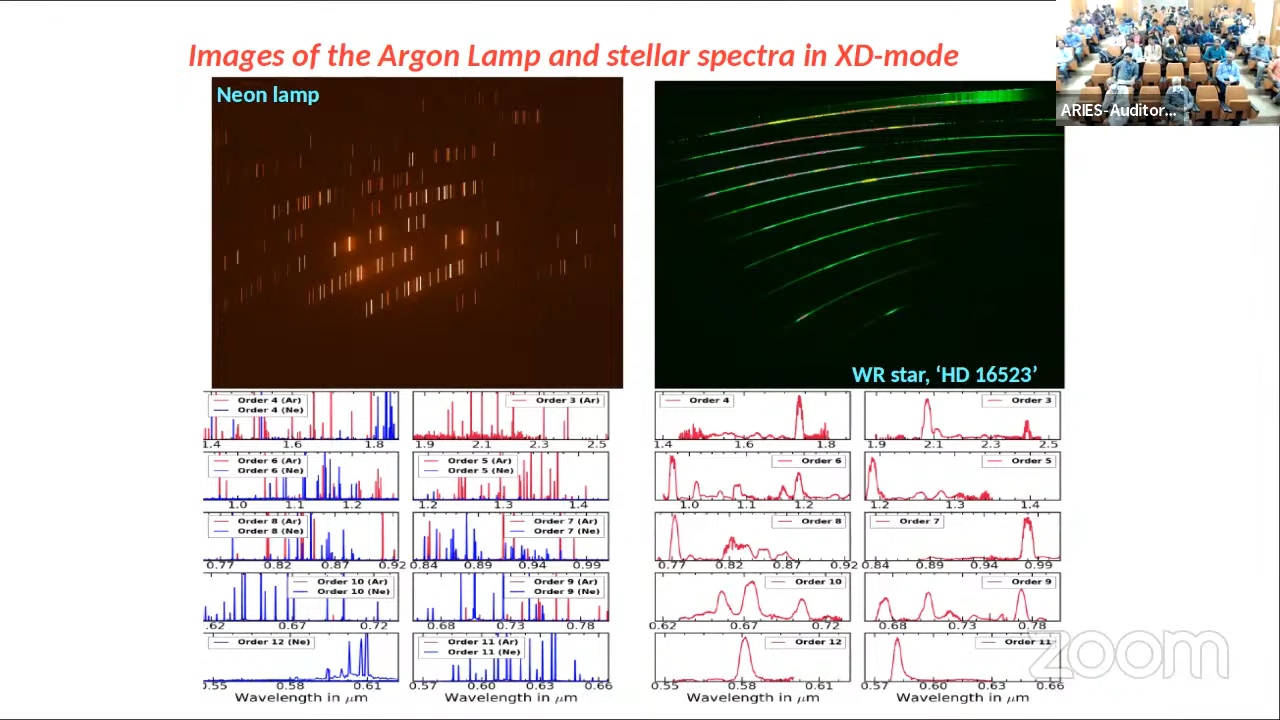 Images of the Argon Lamp and stellar spectra in XD-mode
ARIES-Auditor...
Neon lamp
WR star, ‘HD 16523’
Order 4 (Ar)
Order 4 (Ne)
1.4 1.6 1.8
Order 3 (Ar)
1.9 2.1 2.3 2.5
Order 4
1.4 1.6 1.8
Order 3
1.9 2.1 2.3 2.5
Order 6 (Ar)
Order 6 (Ne)
1.0 1.1 1.2
Order 5 (Ar)
Order 5 (Ne)
1.2 1.3 1.4
Order 6
1.0 1.1 1.2
Order 5
1.2 1.3 1.4
Order 8 (Ar)
Order 8 (Ne)
0.77 0.82 0.87 0.92
Order 7 (Ar)
Order 7 (Ne)
0.84 0.89 0.94 0.99
Order 8
0.77 0.82 0.87 0.92
Order 7
0.84 0.89 0.94 0.99
Order 10 (Ar)
Order 10 (Ne)
.62 0.67 0.72
Order 9 (Ar)
Order 9 (Ne)
0.68 0.73 0.78
Order 10
0.62 0.67 0.72
Order 9
0.68 0.73 0.78
Order 12 (Ne)
0.55 0.58 0.61
Wavelength in μm
Order 11 (Ar)
Order 11 (Ne)
0.57 0.60 0.63 0.66
Wavelength in μm
Order 12
0.55 0.58 0.61
Wavelength in μm
Order 11
0.57 0.60 0.63 0.66
Wavelength in μm
zoom